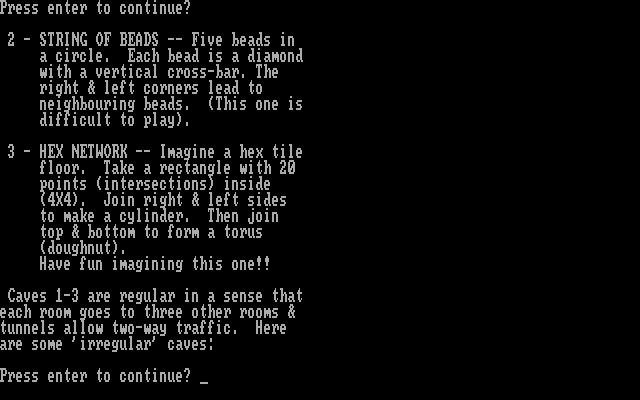 Press enter to continue?
2 - STRING OF BEADS -- Five beads in
a circle.  Each bead is a diamond
with a vertical cross-bar. The
right & left corners lead to
neighbouring beads.  (This one is
difficult to play).
3 - HEX NETWORK -- Imagine a hex tile
floor.  Take a rectangle with 20
points (intersections) inside
(4X4).  Join right & left sides
to make a cylinder.  Then join
top & bottom to form a torus
(doughnut).
Have fun imagining this one!!
Caves 1-3 are regular in a sense that
each room goes to three other rooms &
tunnels allow two-way traffic.  Here
are some 'irregular' caves:
Press enter to continue? _